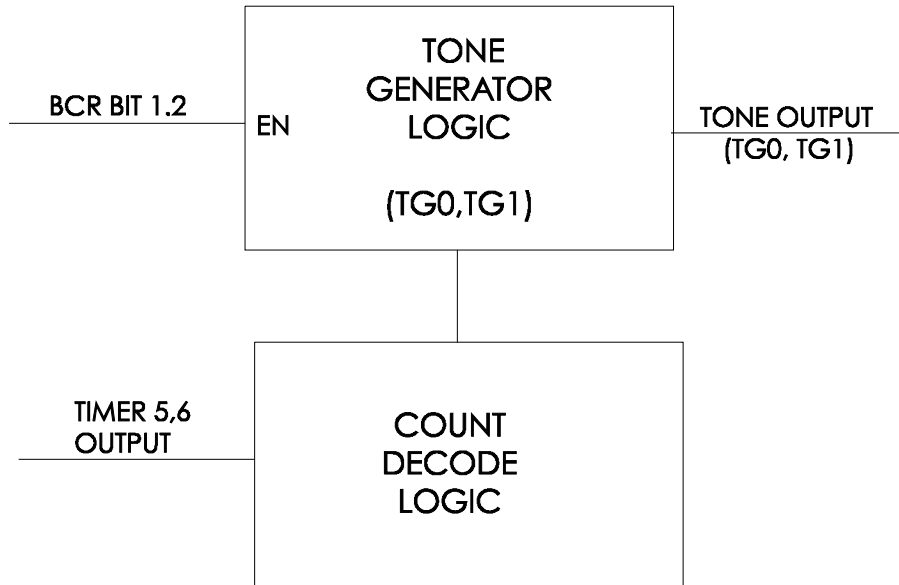 TONE
GENERATOR
LOGIC
(TG0,TG1)
BCR BIT 1.2
EN
TONE OUTPUT
(TG0, TG1)
TIMER 5,6
OUTPUT
COUNT
DECODE
LOGIC